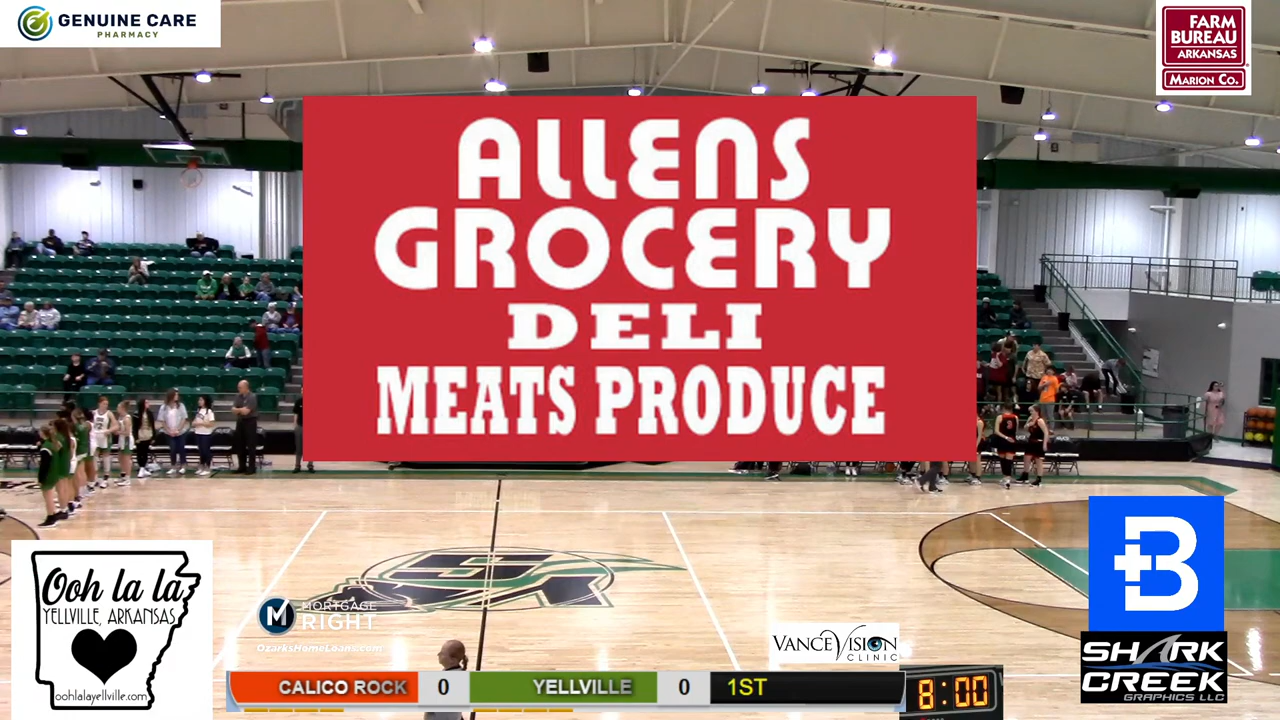 GENUINE CARE
PHARMACY
FARM
BUREAU
ARKANSAS
MARION CO.
ALLENS
GROCERY
DELI
MEATS PRODUCE
Ooh la la
YELLVILLE, ARKANSAS
oohlalayellville.com
M MORTGAGE
RIGHT
OzarksHomeLoans.com
VANCE VISION
CLINIC
B
SHARK
CREEK
GRAPHICS LLC
CALICO ROCK 0 YELLVILLE 0 1ST 8:00